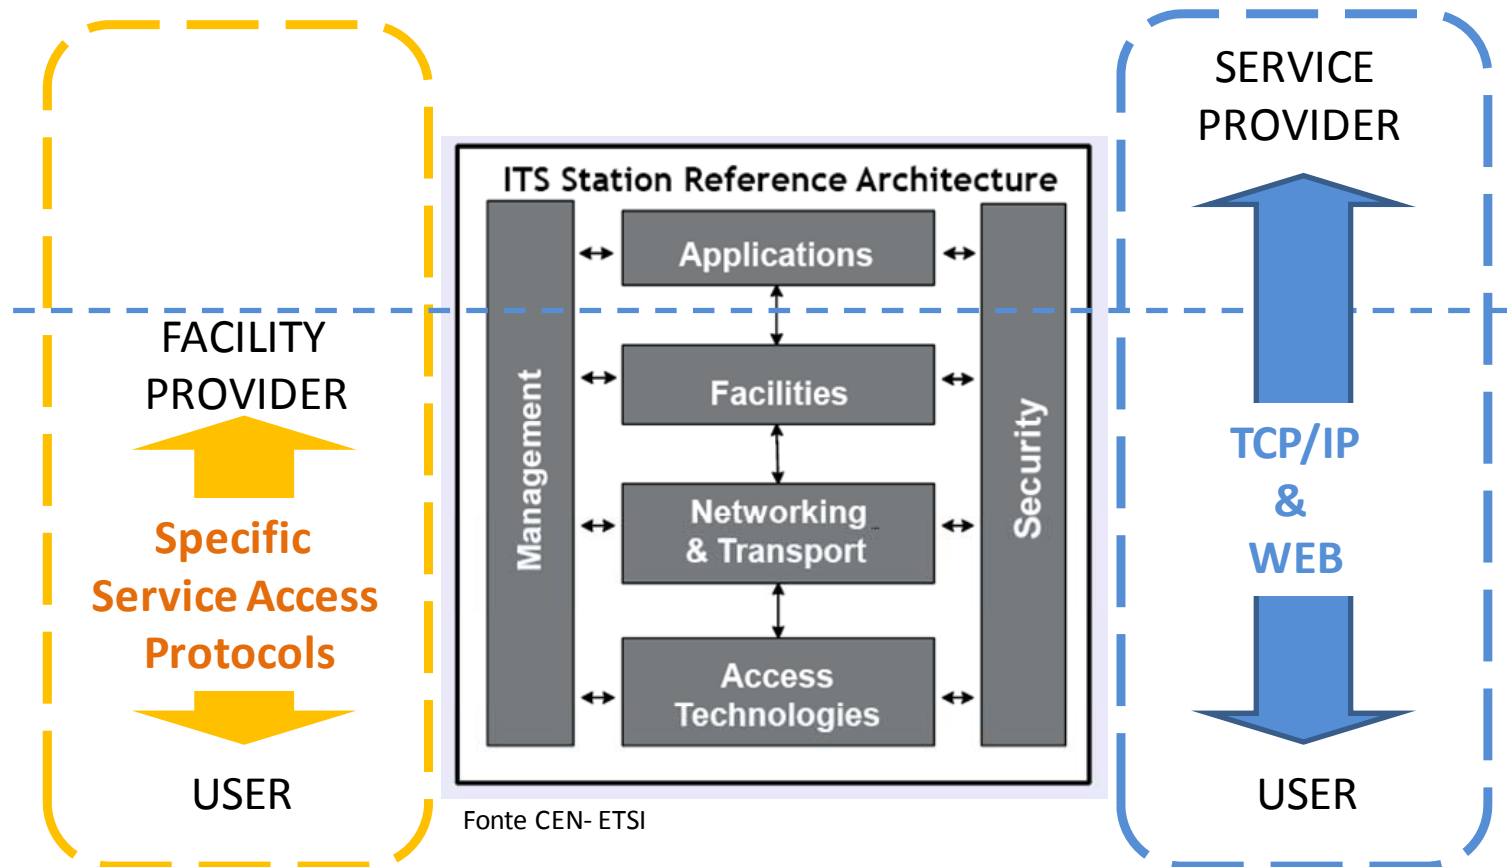 FACILITY
PROVIDER
Specific
Service Access
Protocols
USER
ITS Station Reference Architecture
Management
Applications
Facilities
Networking
& Transport
Access
Technologies
Security
Fonte CEN- ETSI
SERVICE
PROVIDER
TCP/IP
&
WEB
USER